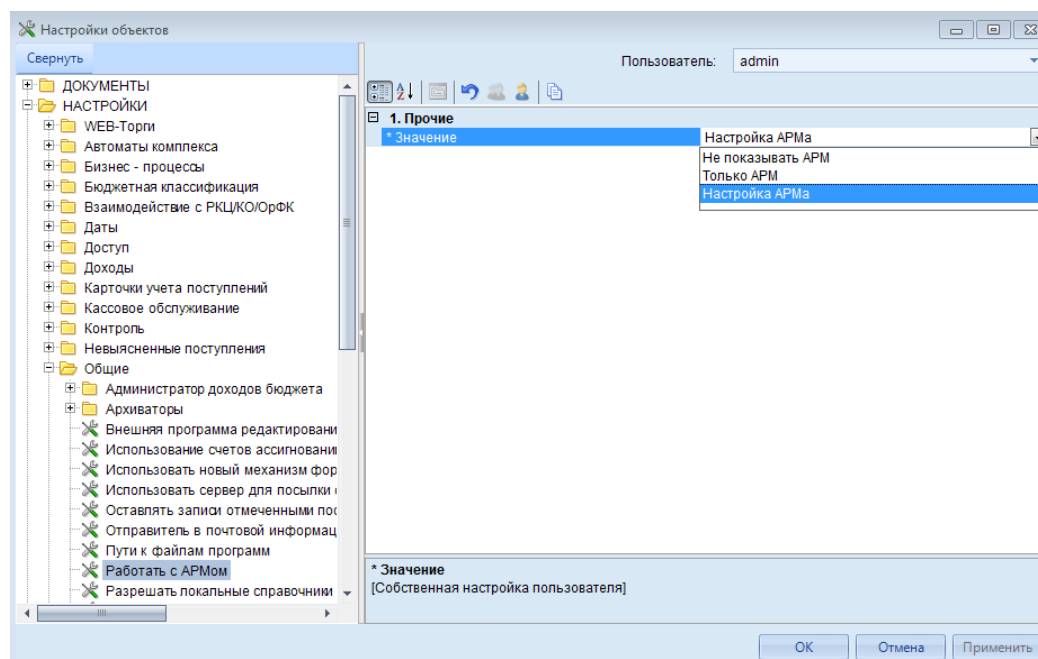 Настройки объектов
Свернуть
Пользователь: admin
ДОКУМЕНТЫ
НАСТРОЙКИ
WEB-Торги
Автоматы комплекса
Бизнес - процессы
Бюджетная классификация
Взаимодействие с РКЦ/КО/ОрФК
Даты
Доступ
Доходы
Карточки учета поступлений
Кассовое обслуживание
Контроль
Невыясненные поступления
Общие
Администратор доходов бюджета
Архиваторы
Внешняя программа редактировани
Использование счетов ассигновани
Использовать новый механизм фор
Использовать сервер для посылки
Оставлять записи отмеченными пос
Отправитель в почтовой информац
Пути к файлам программ
Работать с АРМом
Разрешать локальные справочники
1. Прочие
* Значение Настройка АРМа
Не показывать АРМ
Только АРМ
Настройка АРМа
* Значение
[Собственная настройка пользователя]
ОК Отмена Применить